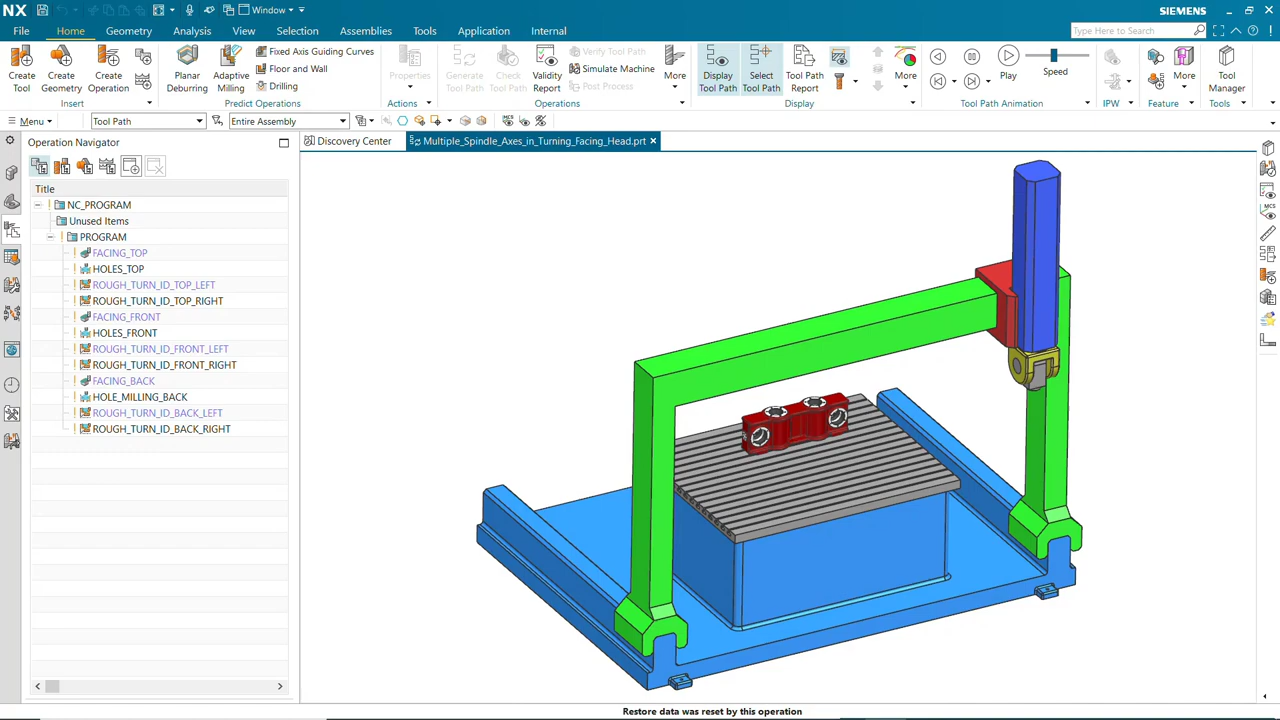 NX Window SIEMENS
File Home Geometry Analysis View Selection Assemblies Tools Application Internal Type Here to Search
Create Tool
Create Geometry
Create Operation
Insert
Planar Deburring
Adaptive Milling
Fixed Axis Guiding Curves
Floor and Wall
Drilling
Predict Operations
Properties
Actions
Generate Tool Path
Check Tool Path
Validity Report
Verify Tool Path
Simulate Machine
Post Process
More
Operations
Display Tool Path
Select Tool Path
Tool Path Report
More
Display
Play
Speed
Tool Path Animation
IPW
More
Feature
Tool Manager
Tools
Menu Tool Path Entire Assembly
Operation Navigator
Discovery Center Multiple_Spindle_Axes_in_Turning_Facing_Head.prt
MCS
Title
NC_PROGRAM
Unused Items
PROGRAM
FACING_TOP
HOLES_TOP
ROUGH_TURN_ID_TOP_LEFT
ROUGH_TURN_ID_TOP_RIGHT
FACING_FRONT
HOLES_FRONT
ROUGH_TURN_ID_FRONT_LEFT
ROUGH_TURN_ID_FRONT_RIGHT
FACING_BACK
HOLE_MILLING_BACK
ROUGH_TURN_ID_BACK_LEFT
ROUGH_TURN_ID_BACK_RIGHT
Restore data was reset by this operation